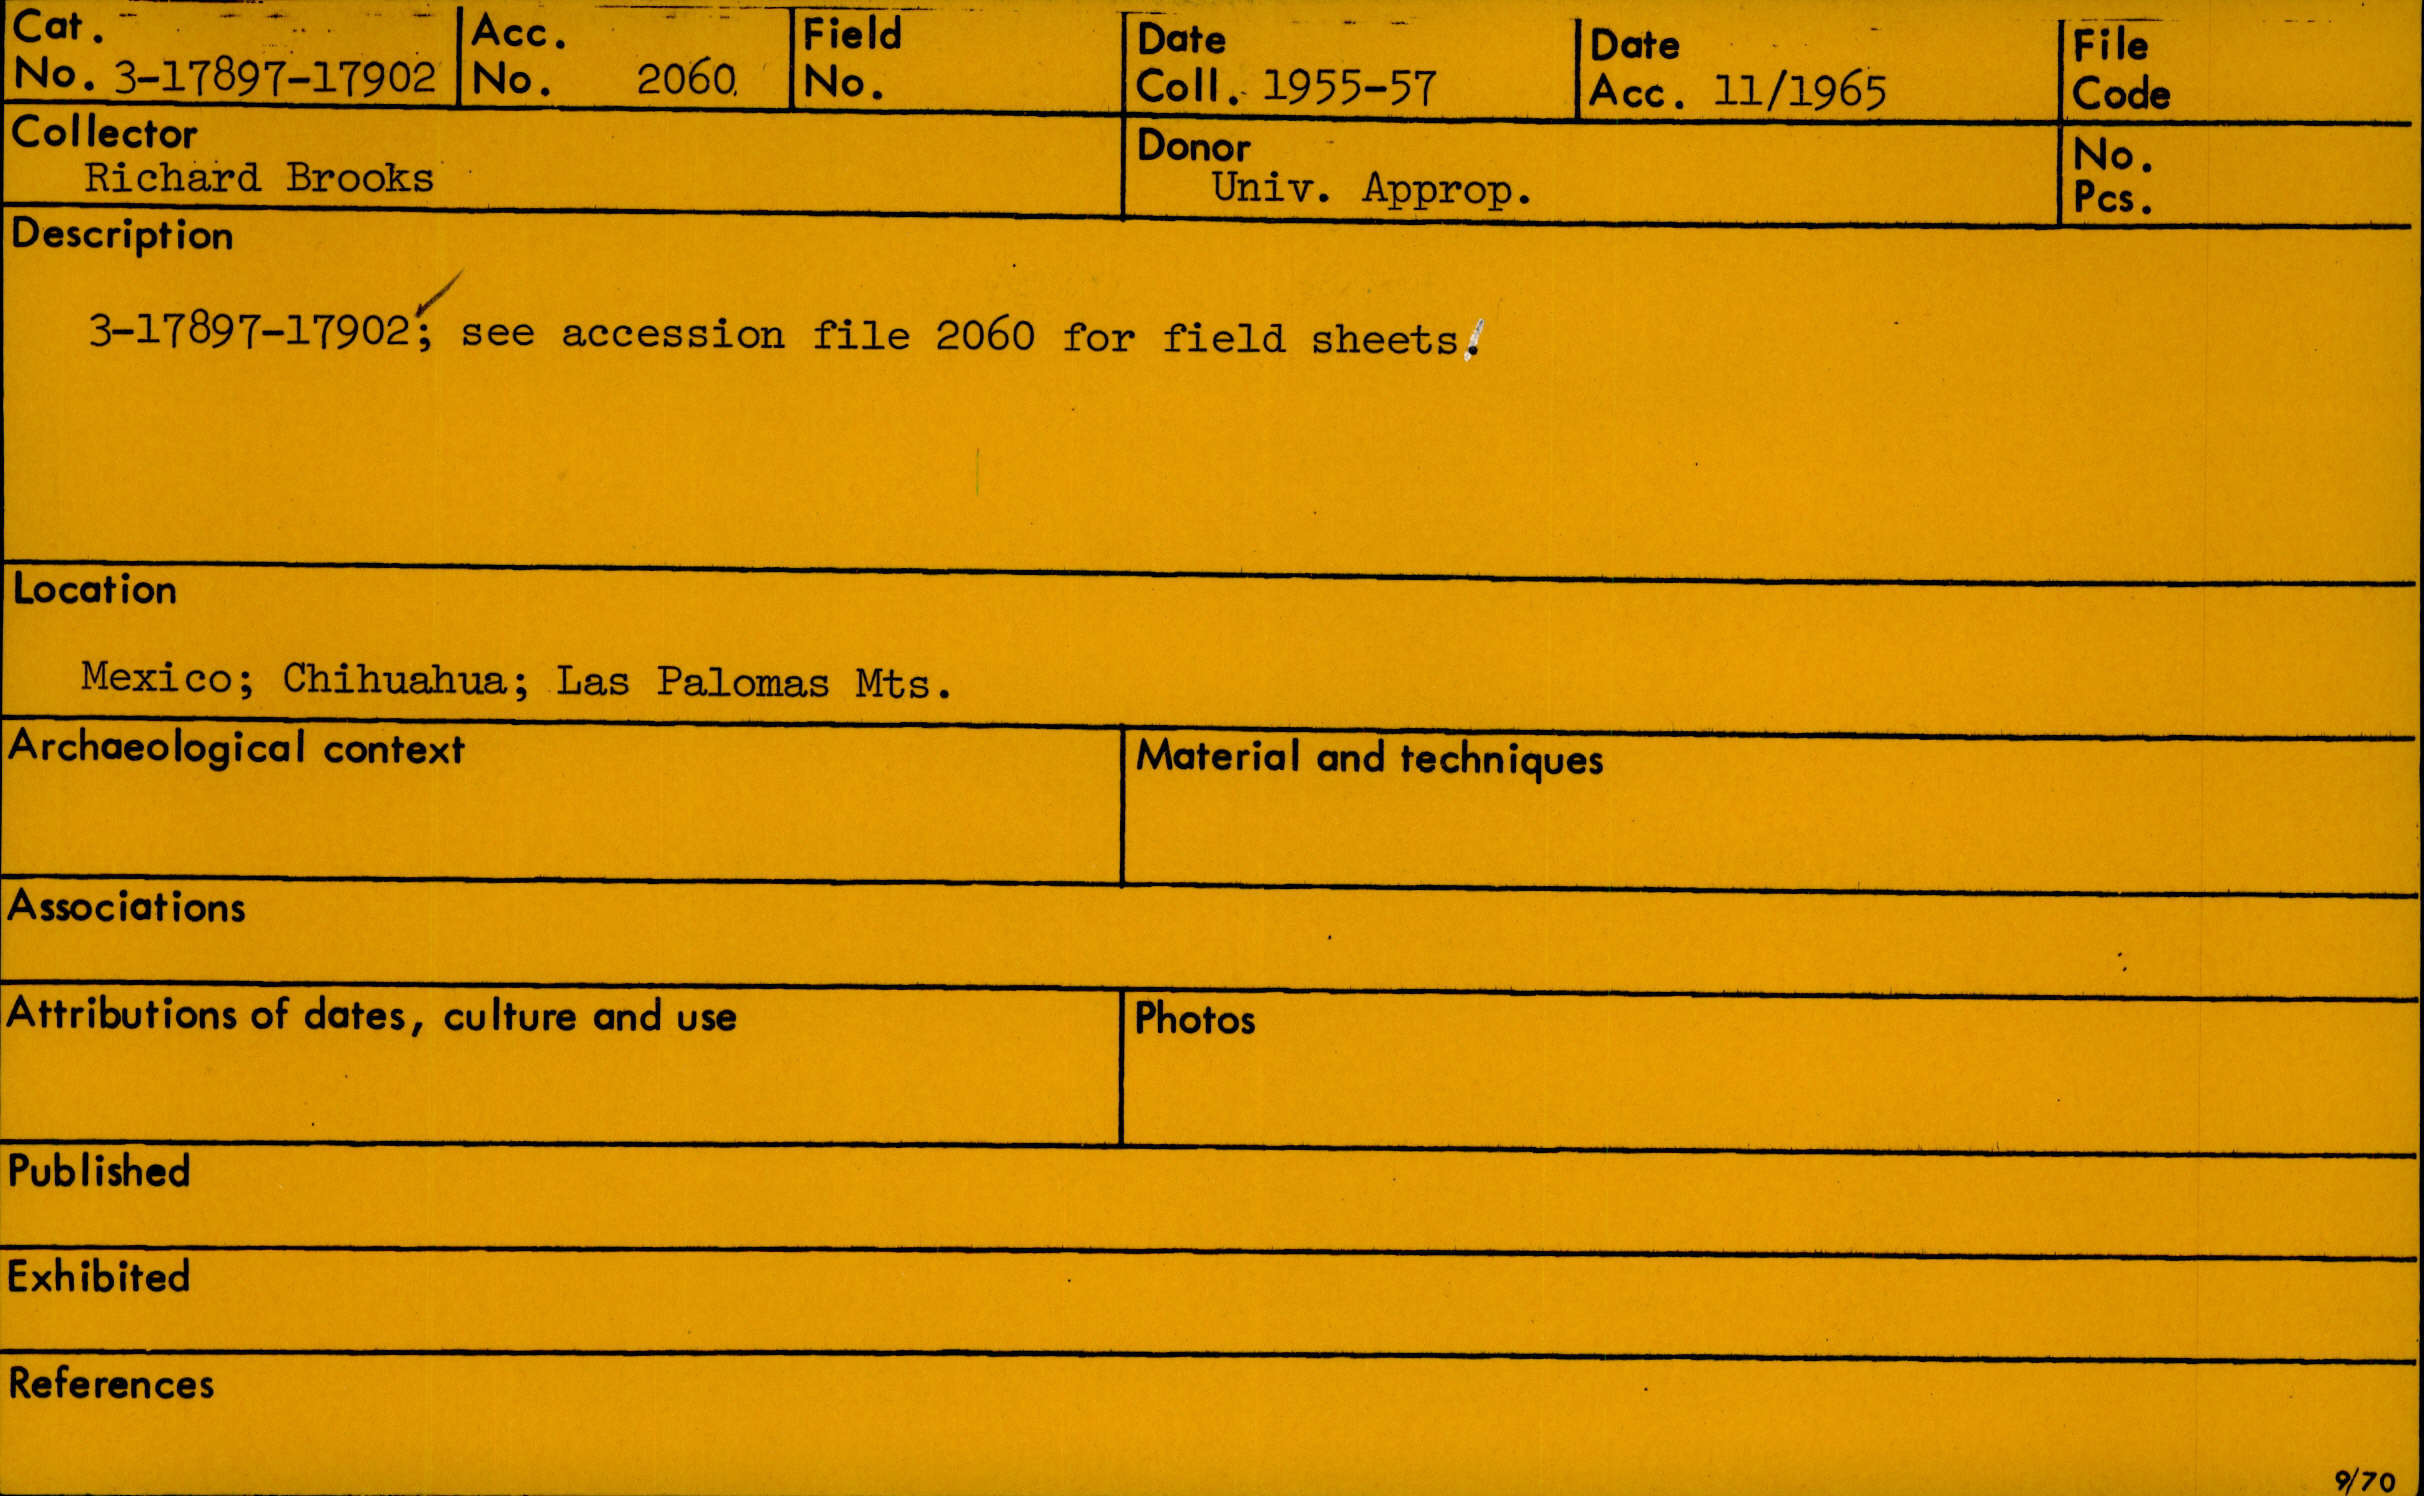 Cat. No. 3-17897-17902
Acc. No. 2060
Field No.
Date Coll. 1955-57
Date Acc. 11/1965
File Code
Collector
Richard Brooks
Donor
Univ. Approp.
No. Pcs.
Description
3-17897-17902; see accession file 2060 for field sheets.
Location
Mexico; Chihuahua; Las Palomas Mts.
Archaeological context
Material and techniques
Associations
Attributions of dates, culture and use
Photos
Published
Exhibited
References
9/70